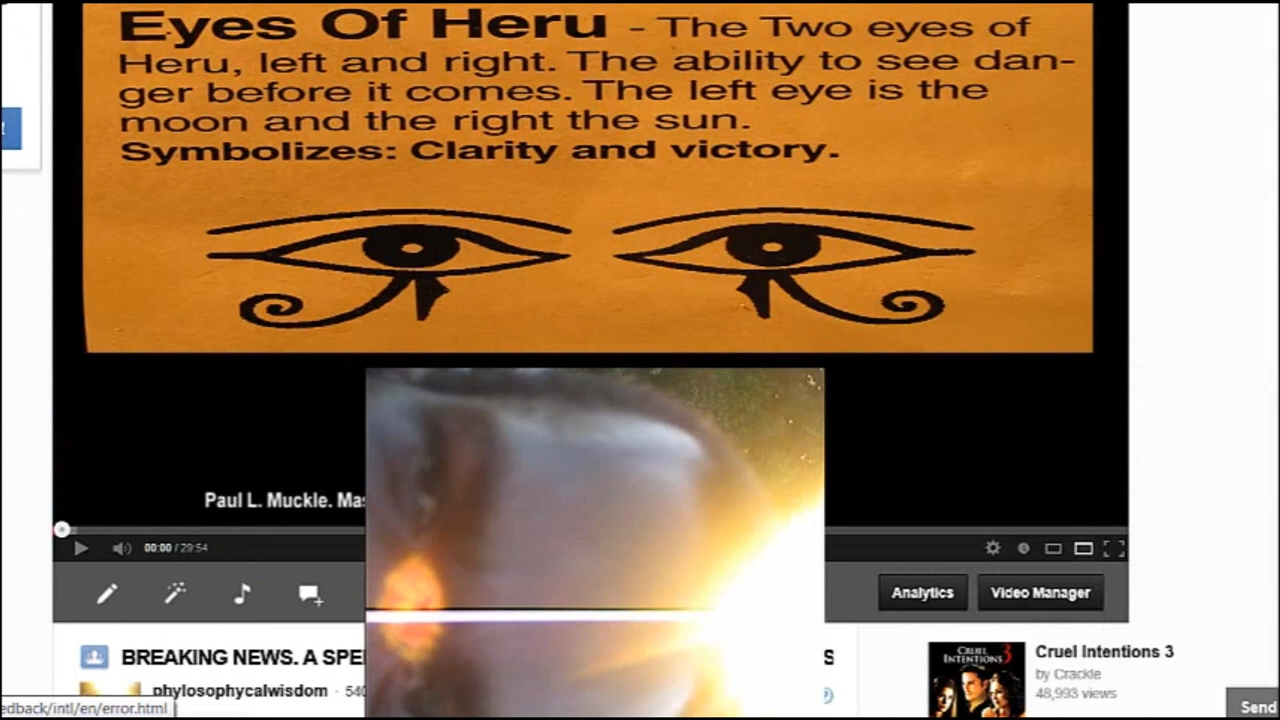 Eyes Of Heru - The Two eyes of
Heru, left and right. The ability to see dan-
ger before it comes. The left eye is the
moon and the right the sun.
Symbolizes: Clarity and victory.
Paul L. Muckle.
00:00 / 29:54
Analytics
Video Manager
BREAKING NEWS. A
Cruel Intentions 3
by Crackle
48,993 views
phylosophycalwisdom
edback/intl/en/error.html
CRUEL
INTENTIONS 3
Send